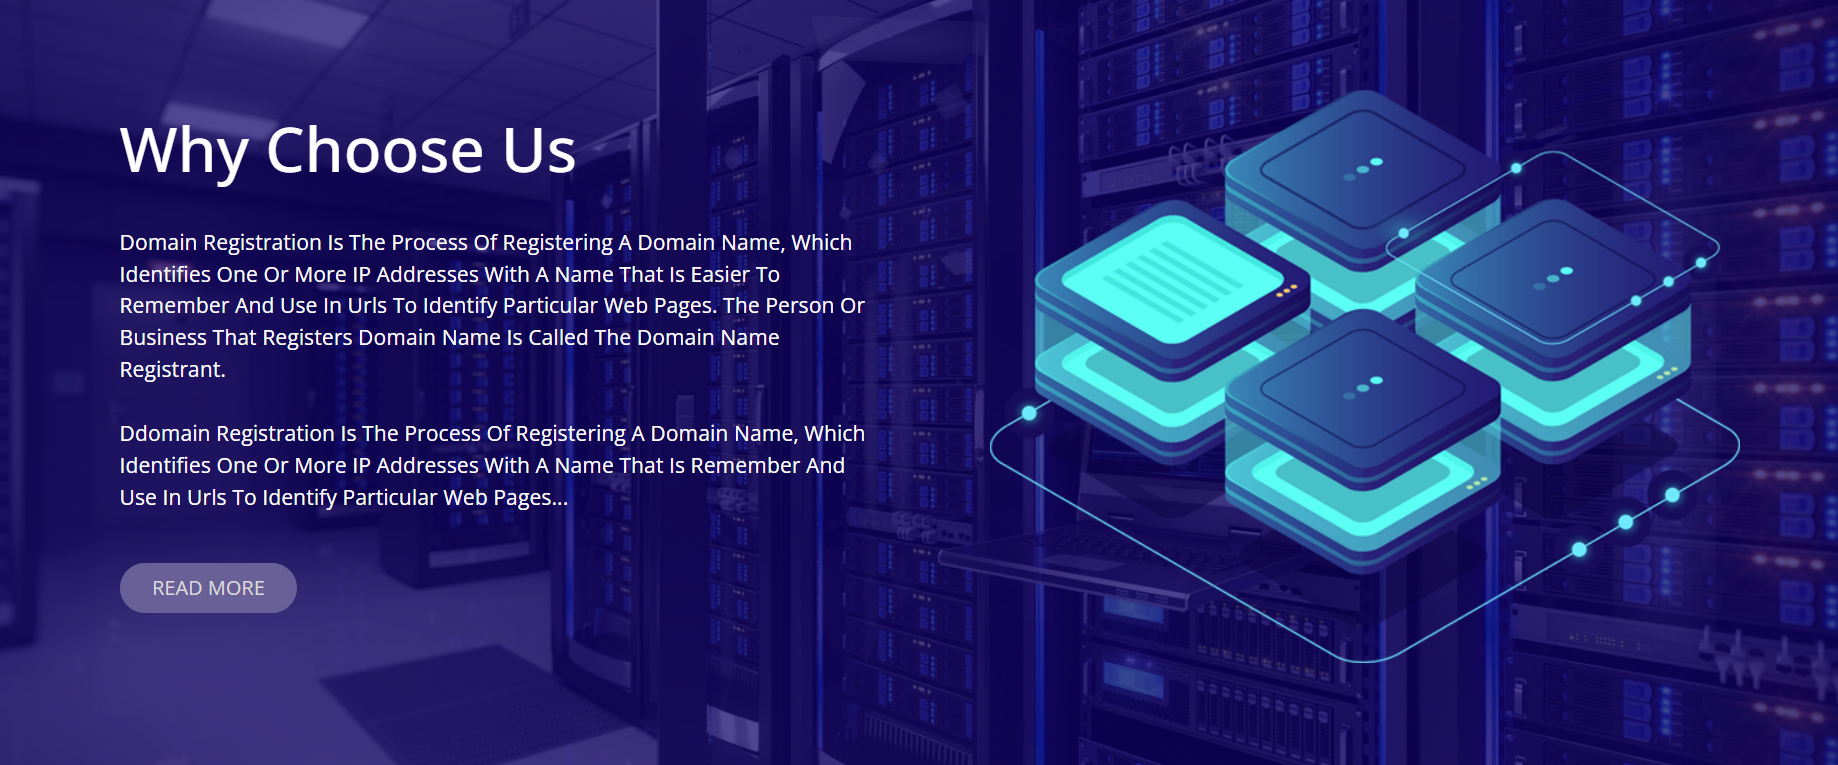 Why Choose Us
Domain Registration Is The Process Of Registering A Domain Name, Which
Identifies One Or More IP Addresses With A Name That Is Easier To
Remember And Use In Urls To Identify Particular Web Pages. The Person Or
Business That Registers Domain Name Is Called The Domain Name
Registrant.
Ddomain Registration Is The Process Of Registering A Domain Name, Which
Identifies One Or More IP Addresses With A Name That Is Remember And
Use In Urls To Identify Particular Web Pages...
READ MORE